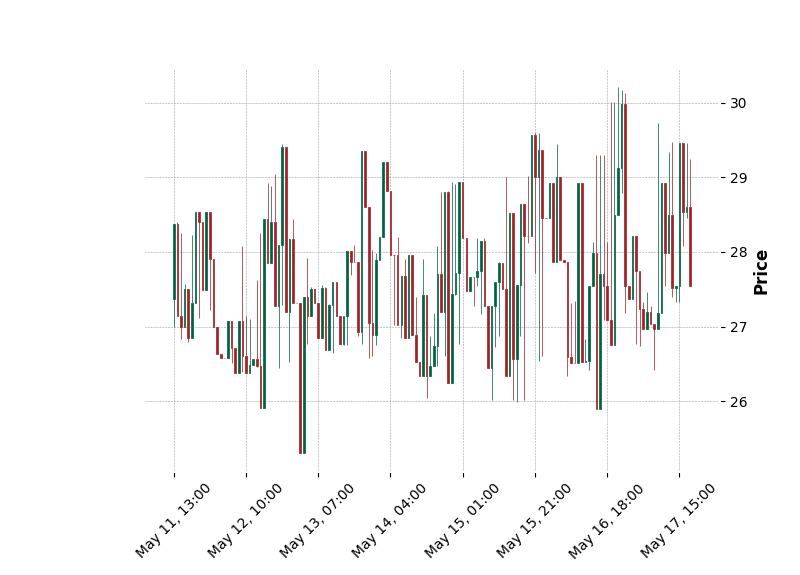 30
29
28
27
26
Price
May 11, 13:00
May 12, 10:00
May 13, 07:00
May 14, 04:00
May 15, 01:00
May 15, 21:00
May 16, 18:00
May 17, 15:00